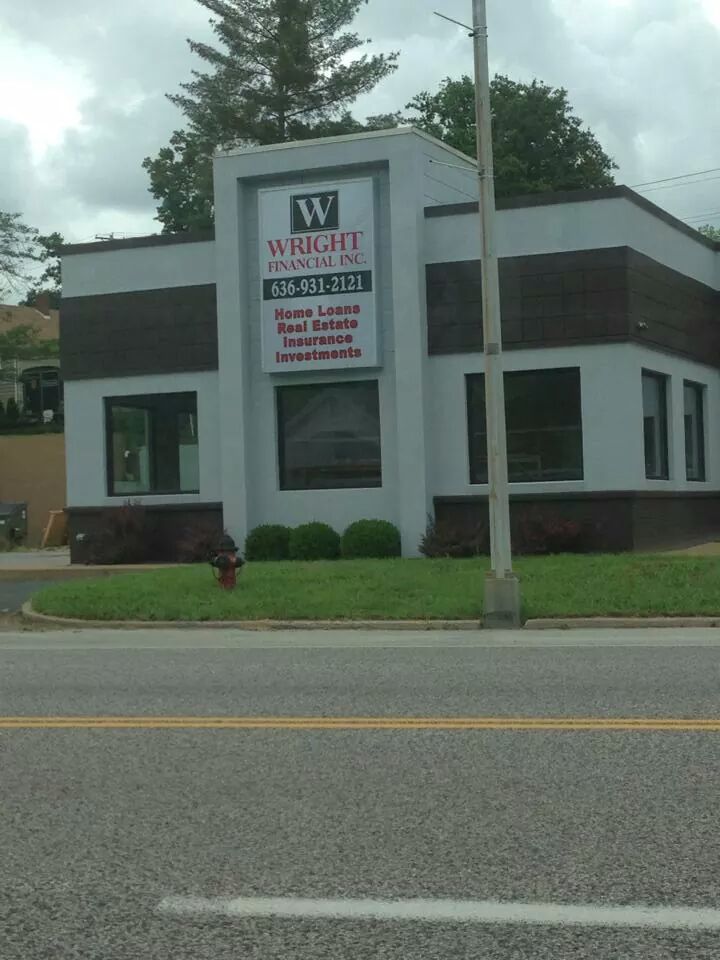 W
WRIGHT
FINANCIAL INC.
636-931-2121
Home Loans
Real Estate
Insurance
Investments